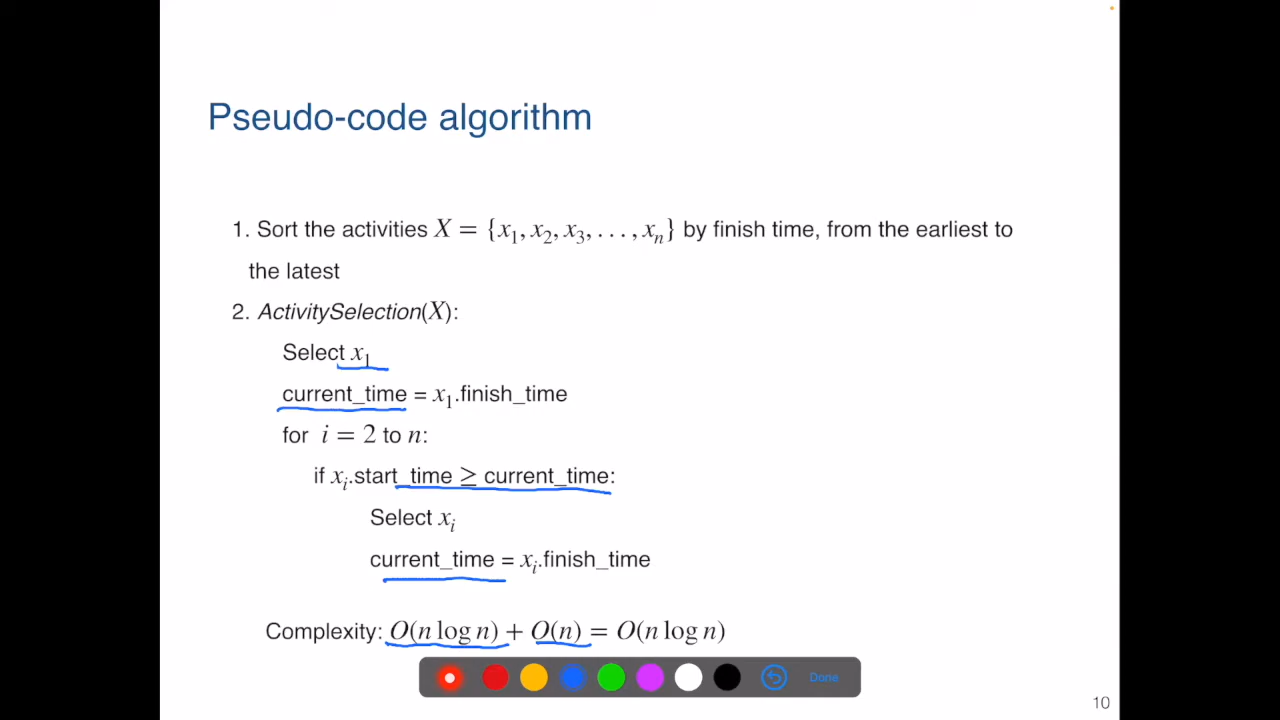 Pseudo-code algorithm
1. Sort the activities X = {x₁, x₂, x₃, . . . , xₙ} by finish time, from the earliest to
the latest
2. ActivitySelection(X):
Select x₁
current_time = x₁.finish_time
for i = 2 to n:
if xᵢ.start_time ≥ current_time:
Select xᵢ
current_time = xᵢ.finish_time
Complexity: O(n log n) + O(n) = O(n log n)
Done
10